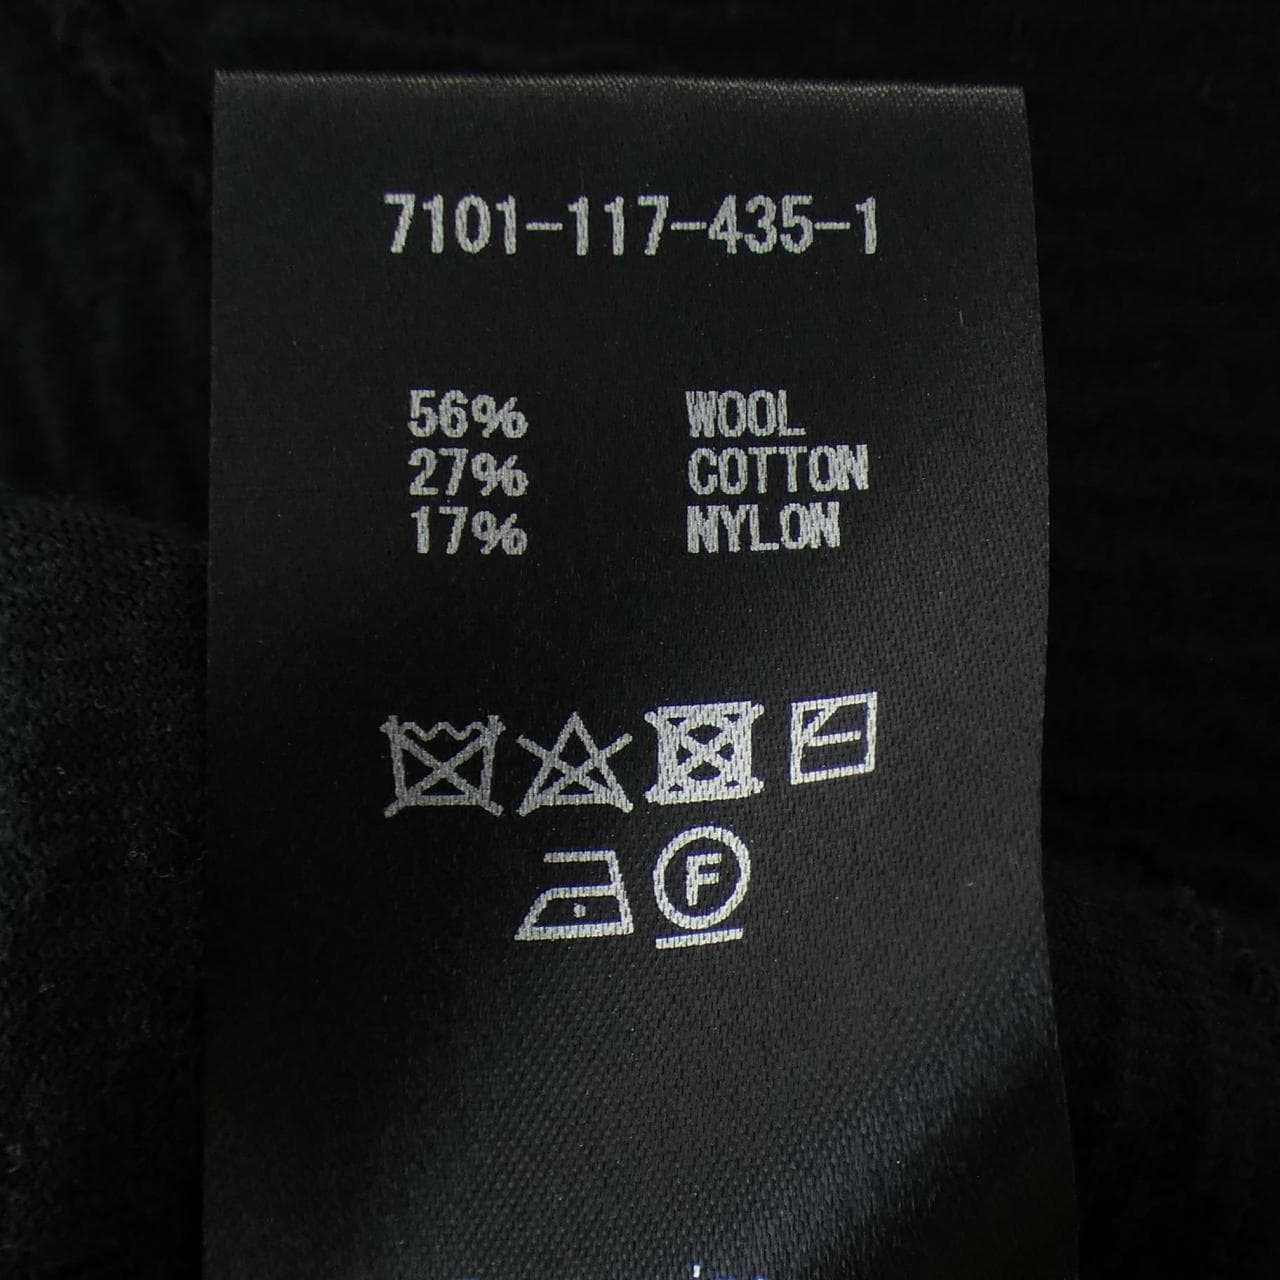 7101-117-435-1
56% WOOL
27% COTTON
17% NYLON
F